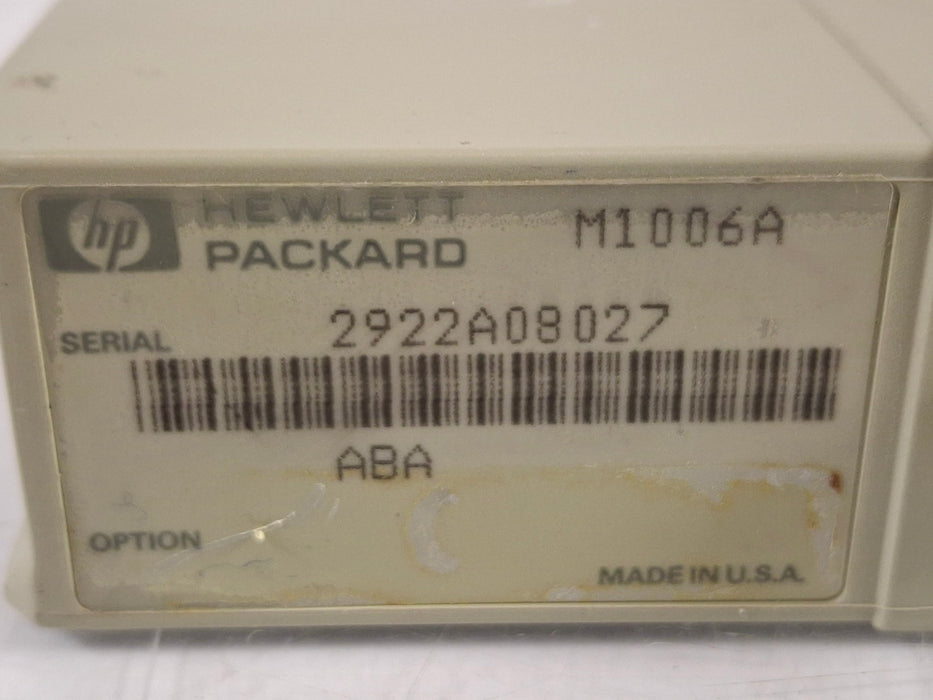 hp HEWLETT
PACKARD
M1006A
SERIAL 2922A08027
ABA
OPTION
MADE IN U.S.A.